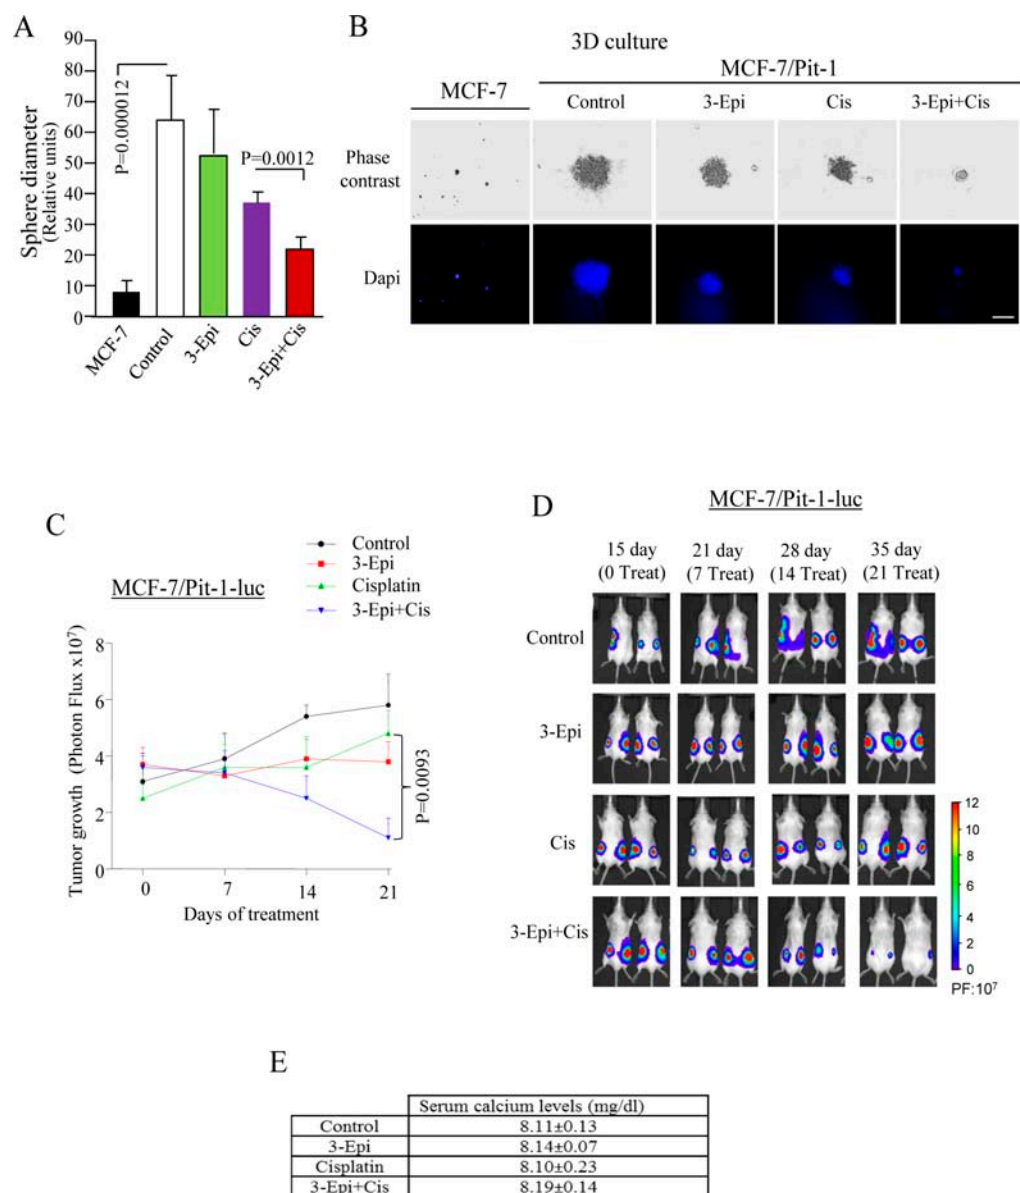 A
90
80
70
60
50
40
30
20
10
0
Sphere diameter
(Relative units)
P=0.000012
P=0.0012
MCF-7
Control
3-Epi
Cis
3-Epi+Cis
B
3D culture
MCF-7
MCF-7/Pit-1
Control 3-Epi Cis 3-Epi+Cis
Phase
contrast
Dapi
C
Control
3-Epi
Cisplatin
3-Epi+Cis
MCF-7/Pit-1-luc
Tumor growth (Photon Flux x10⁷)
8
6
4
2
0
P=0.0093
0 7 14 21
Days of treatment
D
MCF-7/Pit-1-luc
15 day 21 day 28 day 35 day
(0 Treat) (7 Treat) (14 Treat) (21 Treat)
Control
3-Epi
Cis
3-Epi+Cis
12
10
8
6
4
2
0
PF:10⁷
E
Serum calcium levels (mg/dl)
Control 8.11±0.13
3-Epi 8.14±0.07
Cisplatin 8.10±0.23
3-Epi+Cis 8.19±0.14